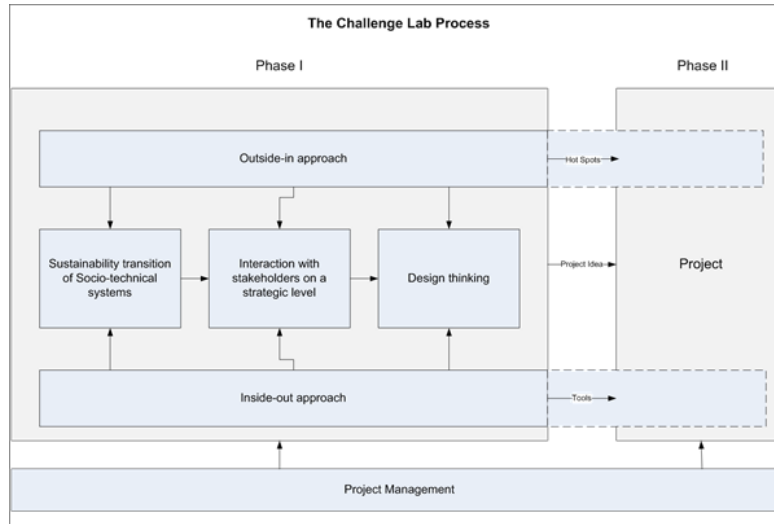 The Challenge Lab Process
Phase I
Phase II
Outside-in approach
Hot Spots
Sustainability transition
of Socio-technical
systems
Interaction with
stakeholders on a
strategic level
Design thinking
Project Idea
Project
Inside-out approach
Tools
Project Management